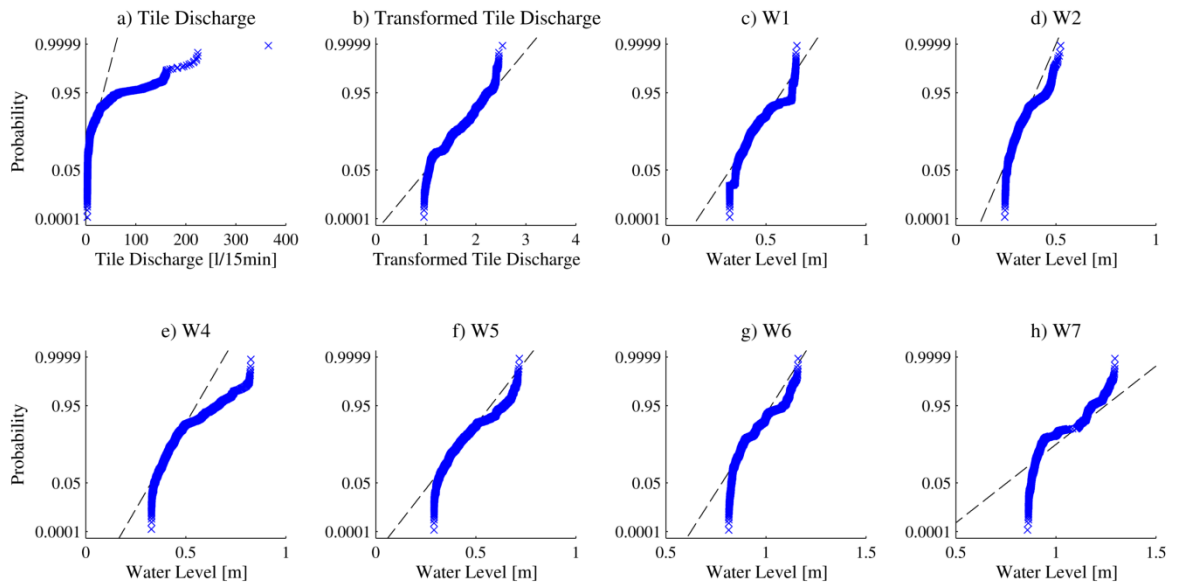 a) Tile Discharge
b) Transformed Tile Discharge
c) W1
d) W2
Probability
0.9999
0.95
0.05
0.0001
0 100 200 300 400
Tile Discharge [l/15min]
0.9999
0.95
0.05
0.0001
0 1 2 3 4
Transformed Tile Discharge
0.9999
0.95
0.05
0.0001
0 0.5 1
Water Level [m]
0.9999
0.95
0.05
0.0001
0 0.5 1
Water Level [m]
e) W4
f) W5
g) W6
h) W7
Probability
0.9999
0.95
0.05
0.0001
0 0.5 1
Water Level [m]
0.9999
0.95
0.05
0.0001
0 0.5 1
Water Level [m]
0.9999
0.95
0.05
0.0001
0.5 1 1.5
Water Level [m]
0.9999
0.95
0.05
0.0001
0.5 1 1.5
Water Level [m]